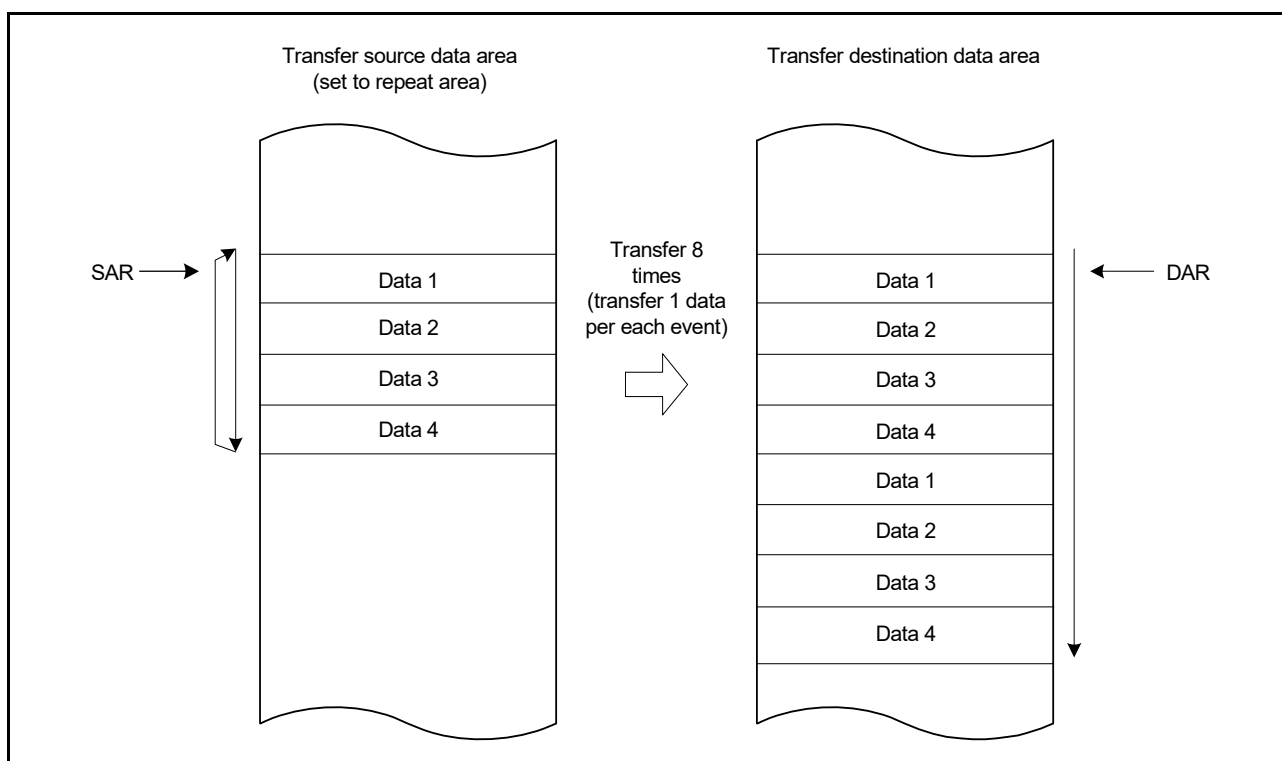 Transfer source data area
(set to repeat area)
Transfer destination data area
SAR
Data 1
Data 2
Data 3
Data 4
Transfer 8
times
(transfer 1 data
per each event)
DAR
Data 1
Data 2
Data 3
Data 4
Data 1
Data 2
Data 3
Data 4